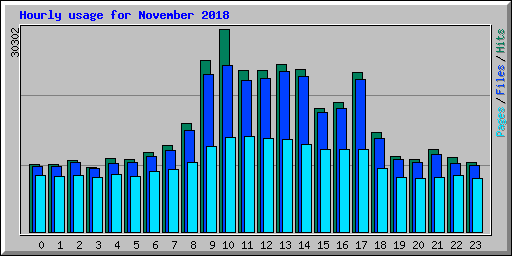 Hourly usage for November 2018
30302
Pages/Files/Hits
0 1 2 3 4 5 6 7 8 9 10 11 12 13 14 15 16 17 18 19 20 21 22 23